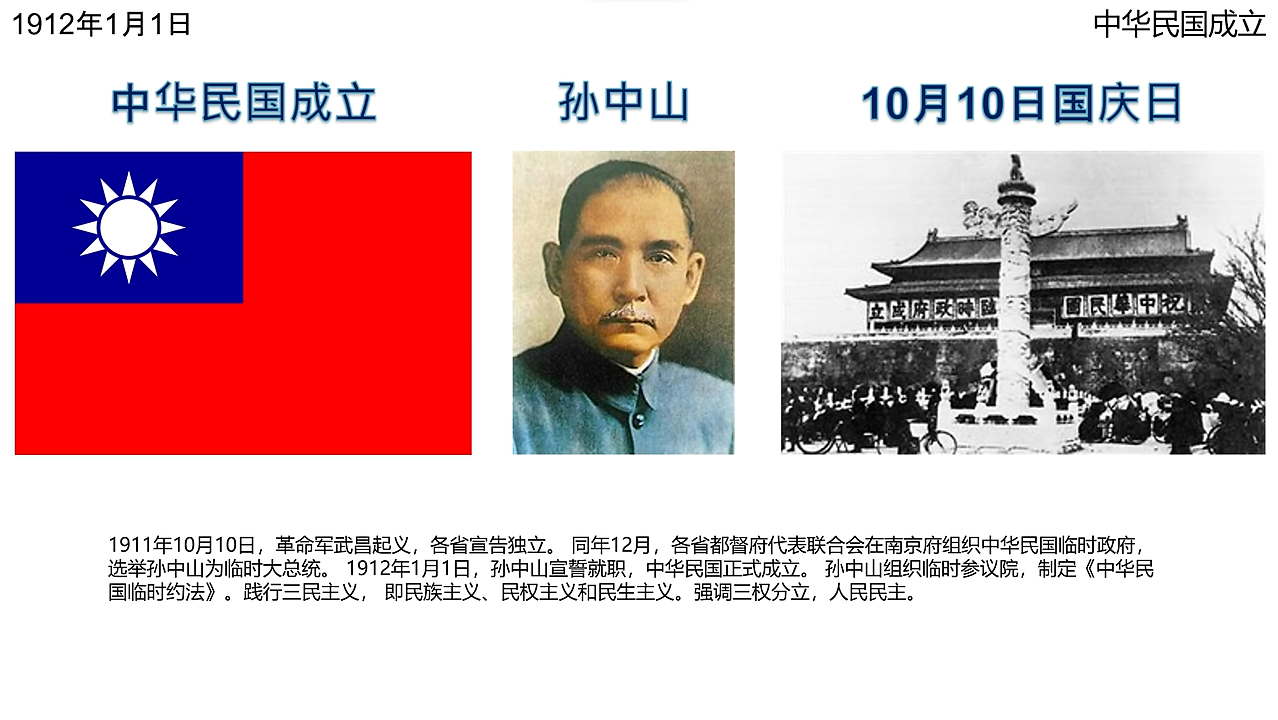 1912年1月1日
中华民国成立
中华民国成立
孙中山
10月10日国庆日
立成府政時臨
國民華中祝
1911年10月10日，革命军武昌起义，各省宣告独立。 同年12月，各省都督府代表联合会在南京府组织中华民国临时政府，
选举孙中山为临时大总统。 1912年1月1日，孙中山宣誓就职，中华民国正式成立。 孙中山组织临时参议院，制定《中华民
国临时约法》。践行三民主义， 即民族主义、民权主义和民生主义。强调三权分立，人民民主。